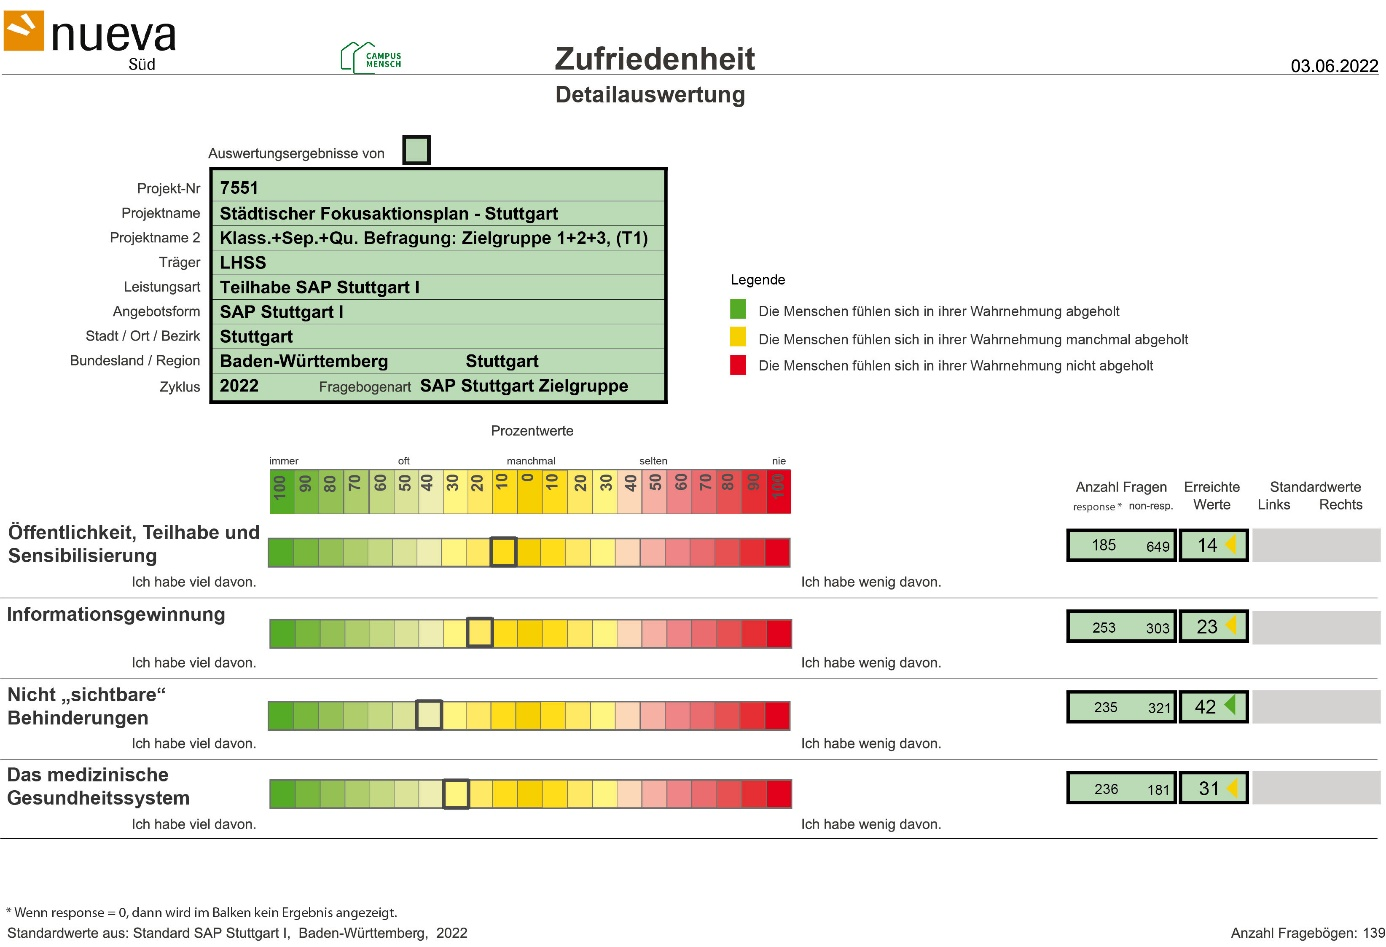 nueva
Süd
CAMPUS
MENSCH
Zufriedenheit
03.06.2022
Detailauswertung
Auswertungsergebnisse von
Projekt-Nr 7551
Projektname Städtischer Fokusaktionsplan - Stuttgart
Projektname 2 Klass.+Sep.+Qu. Befragung: Zielgruppe 1+2+3, (T1)
Träger LHSS
Leistungsart Teilhabe SAP Stuttgart I
Angebotsform SAP Stuttgart I
Stadt / Ort / Bezirk Stuttgart
Bundesland / Region Baden-Württemberg Stuttgart
Zyklus 2022 Fragebogenart SAP Stuttgart Zielgruppe
Legende
Die Menschen fühlen sich in ihrer Wahrnehmung abgeholt
Die Menschen fühlen sich in ihrer Wahrnehmung manchmal abgeholt
Die Menschen fühlen sich in ihrer Wahrnehmung nicht abgeholt
Prozentwerte
immer oft manchmal selten nie
100 90 80 70 60 50 40 30 20 10 0 10 20 30 40 50 60 70 80 90 100
Anzahl Fragen Erreichte Standardwerte
response * non-resp. Werte Links Rechts
Öffentlichkeit, Teilhabe und
Sensibilisierung
185 649 14
Ich habe viel davon. Ich habe wenig davon.
Informationsgewinnung
253 303 23
Ich habe viel davon. Ich habe wenig davon.
Nicht „sichtbare“
Behinderungen
235 321 42
Ich habe viel davon. Ich habe wenig davon.
Das medizinische
Gesundheitssystem
236 181 31
Ich habe viel davon. Ich habe wenig davon.
* Wenn response = 0, dann wird im Balken kein Ergebnis angezeigt.
Standardwerte aus: Standard SAP Stuttgart I, Baden-Württemberg, 2022
Anzahl Fragebögen: 139